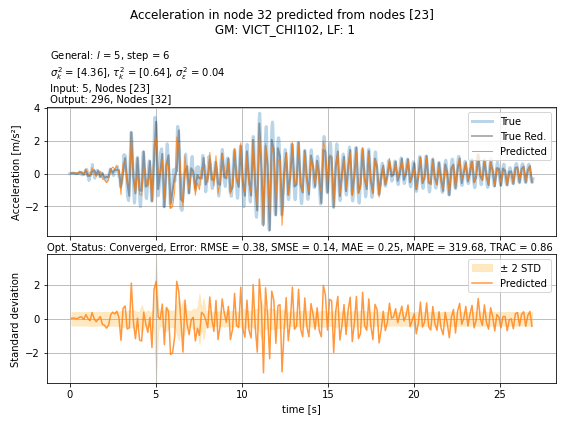 Acceleration in node 32 predicted from nodes [23]
GM: VICT_CHI102, LF: 1
General: l = 5, step = 6
σ²ₖ = [4.36], τ²ₖ = [0.64], σ²ε = 0.04
Input: 5, Nodes [23]
Output: 296, Nodes [32]
4
2
0
−2
Acceleration [m/s²]
True
True Red.
Predicted
Opt. Status: Converged, Error: RMSE = 0.38, SMSE = 0.14, MAE = 0.25, MAPE = 319.68, TRAC = 0.86
2
0
−2
Standard deviation
± 2 STD
Predicted
0 5 10 15 20 25
time [s]